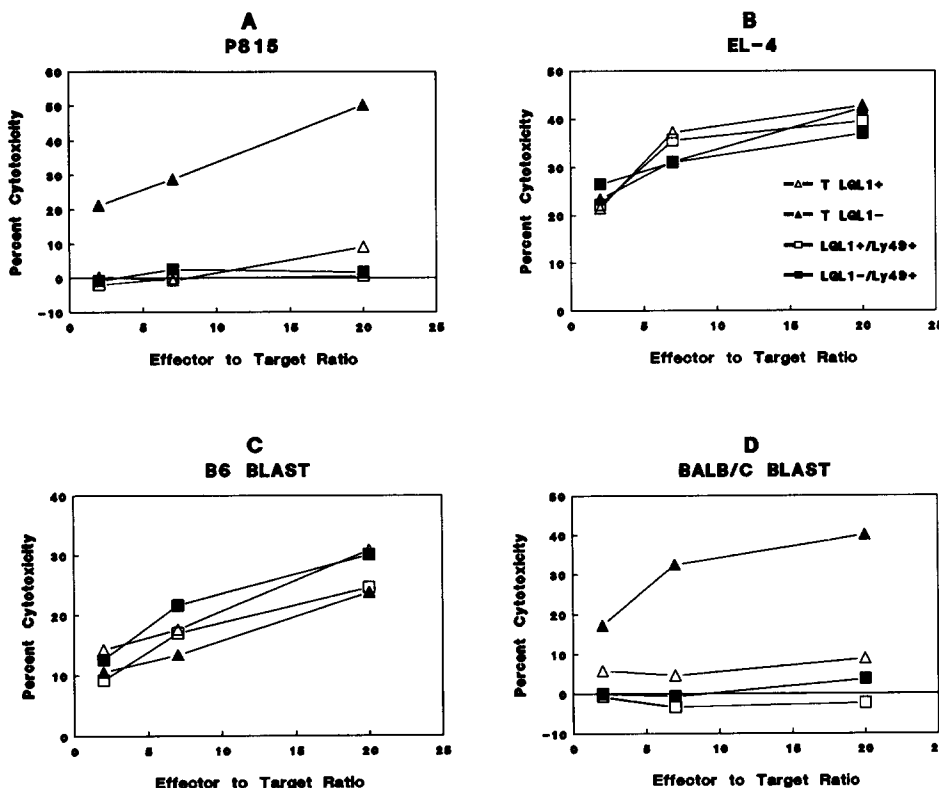 A
P815
Percent Cytotoxicity
60
50
40
30
20
10
0
-10
0 5 10 15 20 25
Effector to Target Ratio
B
EL-4
Percent Cytotoxicity
50
40
30
20
10
0
0 5 10 15 20 25
Effector to Target Ratio
T LGL1+
T LGL1-
LGL1+/Ly49+
LGL1-/Ly49+
C
B6 BLAST
Percent Cytotoxicity
40
30
20
10
0
0 5 10 15 20 25
Effector to Target Ratio
D
BALB/C BLAST
Percent Cytotoxicity
50
40
30
20
10
0
-10
0 5 10 15 20 25
Effector to Target Ratio